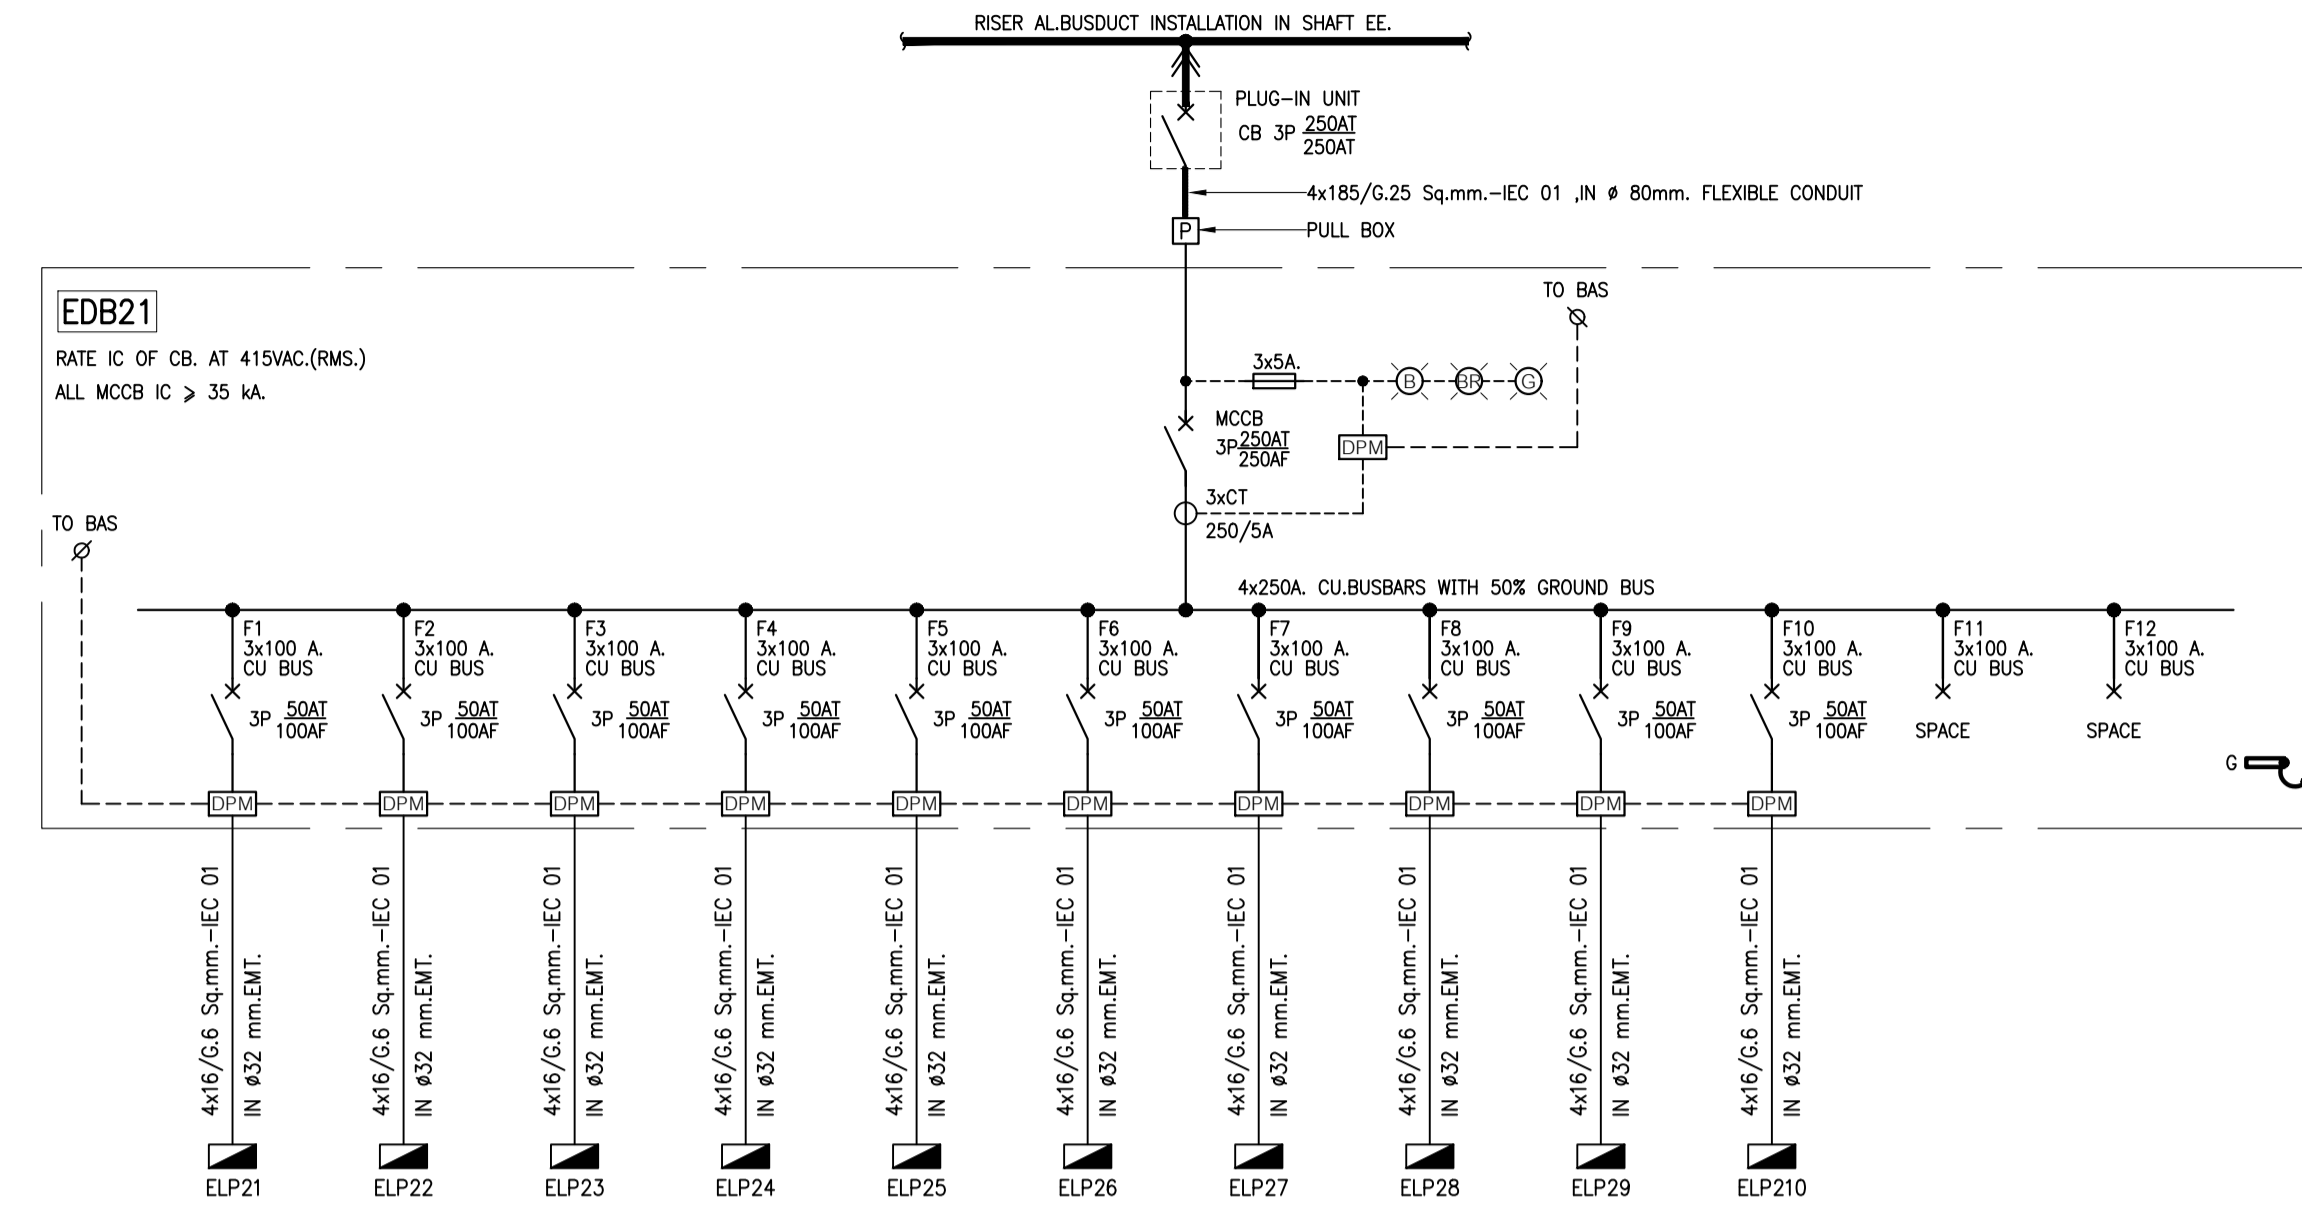 RISER AL.BUSDUCT INSTALLATION IN SHAFT EE.
PLUG-IN UNIT
CB 3P 250AT
250AT
4x185/G.25 Sq.mm.-IEC 01 ,IN ø 80mm. FLEXIBLE CONDUIT
P
PULL BOX
EDB21
RATE IC OF CB. AT 415VAC.(RMS.)
ALL MCCB IC ⩾ 35 kA.
TO BAS
3x5A.
B
BR
G
MCCB
3P 250AT
250AF
DPM
3xCT
250/5A
TO BAS
4x250A. CU.BUSBARS WITH 50% GROUND BUS
F1
3x100 A.
CU BUS
3P 50AT
100AF
DPM
F2
3x100 A.
CU BUS
3P 50AT
100AF
DPM
F3
3x100 A.
CU BUS
3P 50AT
100AF
DPM
F4
3x100 A.
CU BUS
3P 50AT
100AF
DPM
F5
3x100 A.
CU BUS
3P 50AT
100AF
DPM
F6
3x100 A.
CU BUS
3P 50AT
100AF
DPM
F7
3x100 A.
CU BUS
3P 50AT
100AF
DPM
F8
3x100 A.
CU BUS
3P 50AT
100AF
DPM
F9
3x100 A.
CU BUS
3P 50AT
100AF
DPM
F10
3x100 A.
CU BUS
3P 50AT
100AF
DPM
F11
3x100 A.
CU BUS
SPACE
F12
3x100 A.
CU BUS
SPACE
G
4x16/G.6 Sq.mm.-IEC 01
IN ø32 mm.EMT.
ELP21
4x16/G.6 Sq.mm.-IEC 01
IN ø32 mm.EMT.
ELP22
4x16/G.6 Sq.mm.-IEC 01
IN ø32 mm.EMT.
ELP23
4x16/G.6 Sq.mm.-IEC 01
IN ø32 mm.EMT.
ELP24
4x16/G.6 Sq.mm.-IEC 01
IN ø32 mm.EMT.
ELP25
4x16/G.6 Sq.mm.-IEC 01
IN ø32 mm.EMT.
ELP26
4x16/G.6 Sq.mm.-IEC 01
IN ø32 mm.EMT.
ELP27
4x16/G.6 Sq.mm.-IEC 01
IN ø32 mm.EMT.
ELP28
4x16/G.6 Sq.mm.-IEC 01
IN ø32 mm.EMT.
ELP29
4x16/G.6 Sq.mm.-IEC 01
IN ø32 mm.EMT.
ELP210